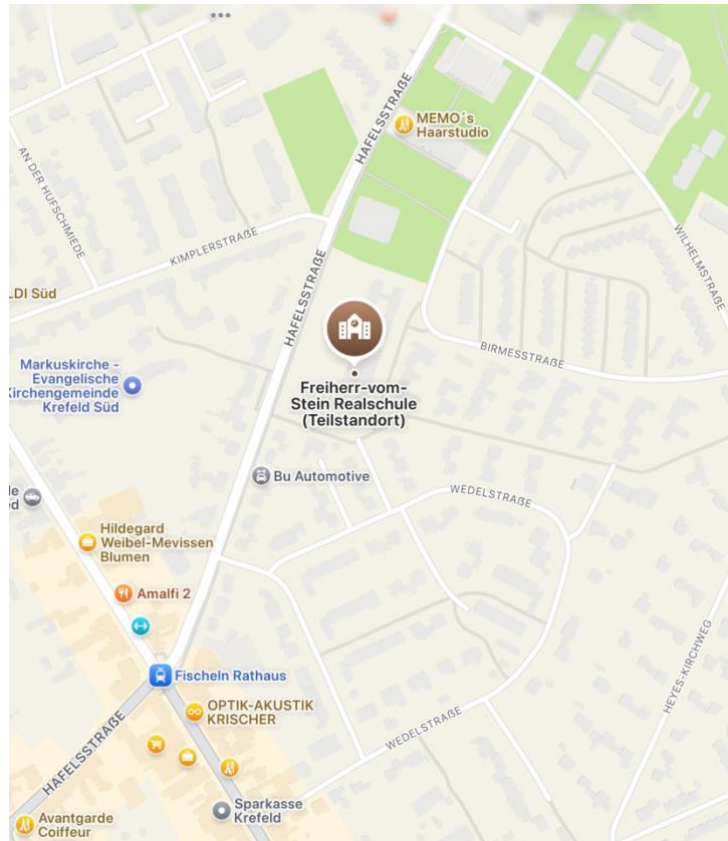 HAFELSSTRAßE
MEMO´s
Haarstudio
AN DER HUFSCHMIEDE
KIMPLERSTRAßE
WILHELMSTRAßE
LDI Süd
HAFELSSTRAßE
BIRMESSTRAßE
Markuskirche -
Evangelische
Kirchengemeinde
Krefeld Süd
Freiherr-vom-
Stein Realschule
(Teilstandort)
Bu Automotive
WEDELSTRAßE
Hildegard
Weibel-Mevissen
Blumen
Amalfi 2
HEYES-KIRCHWEG
Fischeln Rathaus
OPTIK-AKUSTIK
KRISCHER
WEDELSTRAßE
HAFELSSTRAßE
Sparkasse
Krefeld
Avantgarde
Coiffeur